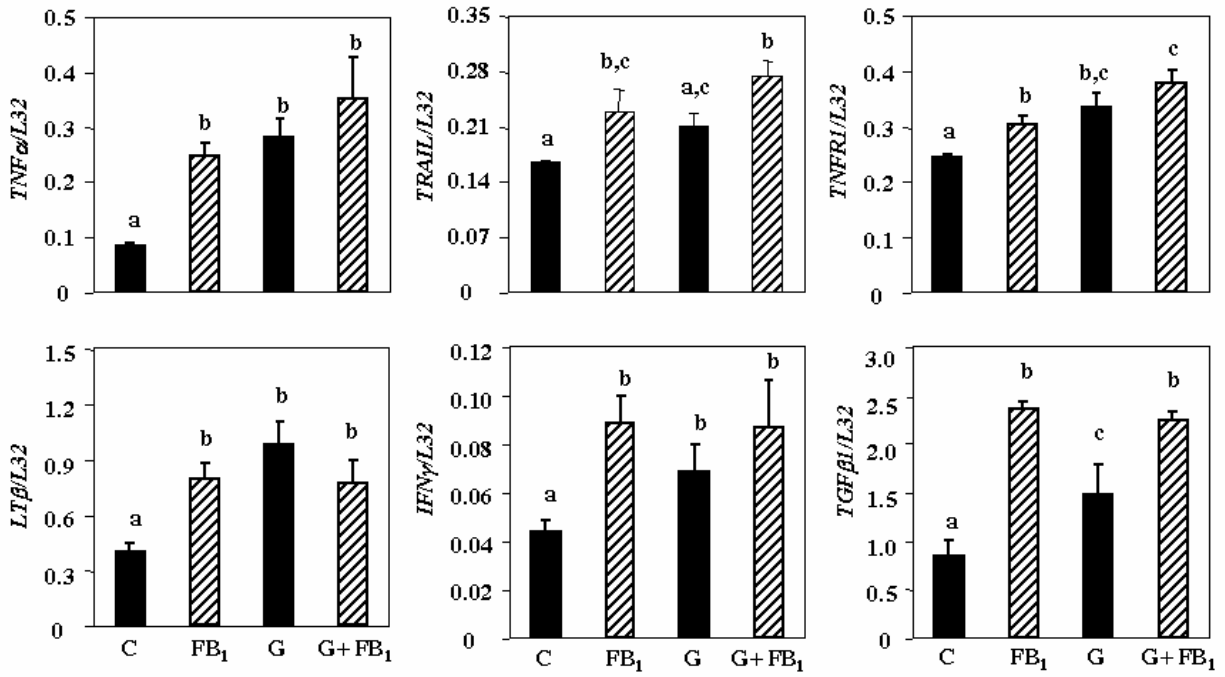 TNFα/L32
0.5
0.4
0.3
0.2
0.1
0
a
b
b
b
TRAIL/L32
0.35
0.28
0.21
0.14
0.07
0
a
b,c
a,c
b
TNFR1/L32
0.5
0.4
0.3
0.2
0.1
0
a
b
b,c
c
LTβ/L32
1.5
1.2
0.9
0.6
0.3
0
a
b
b
b
C FB₁ G G+FB₁
IFNγ/L32
0.12
0.10
0.08
0.06
0.04
0.02
0
a
b
b
b
C FB₁ G G+FB₁
TGFβ1/L32
3.0
2.5
2.0
1.5
1.0
0.5
0
a
b
c
b
C FB₁ G G+FB₁